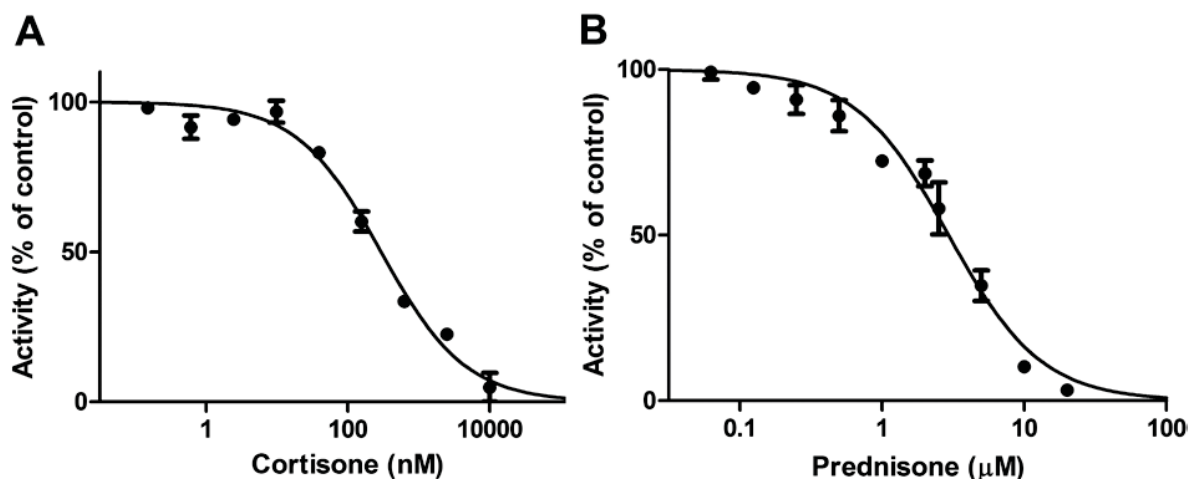 A
B
Activity (% of control)
100
50
0
1
100
10000
Cortisone (nM)
Activity (% of control)
100
50
0
0.1
1
10
100
Prednisone (μM)